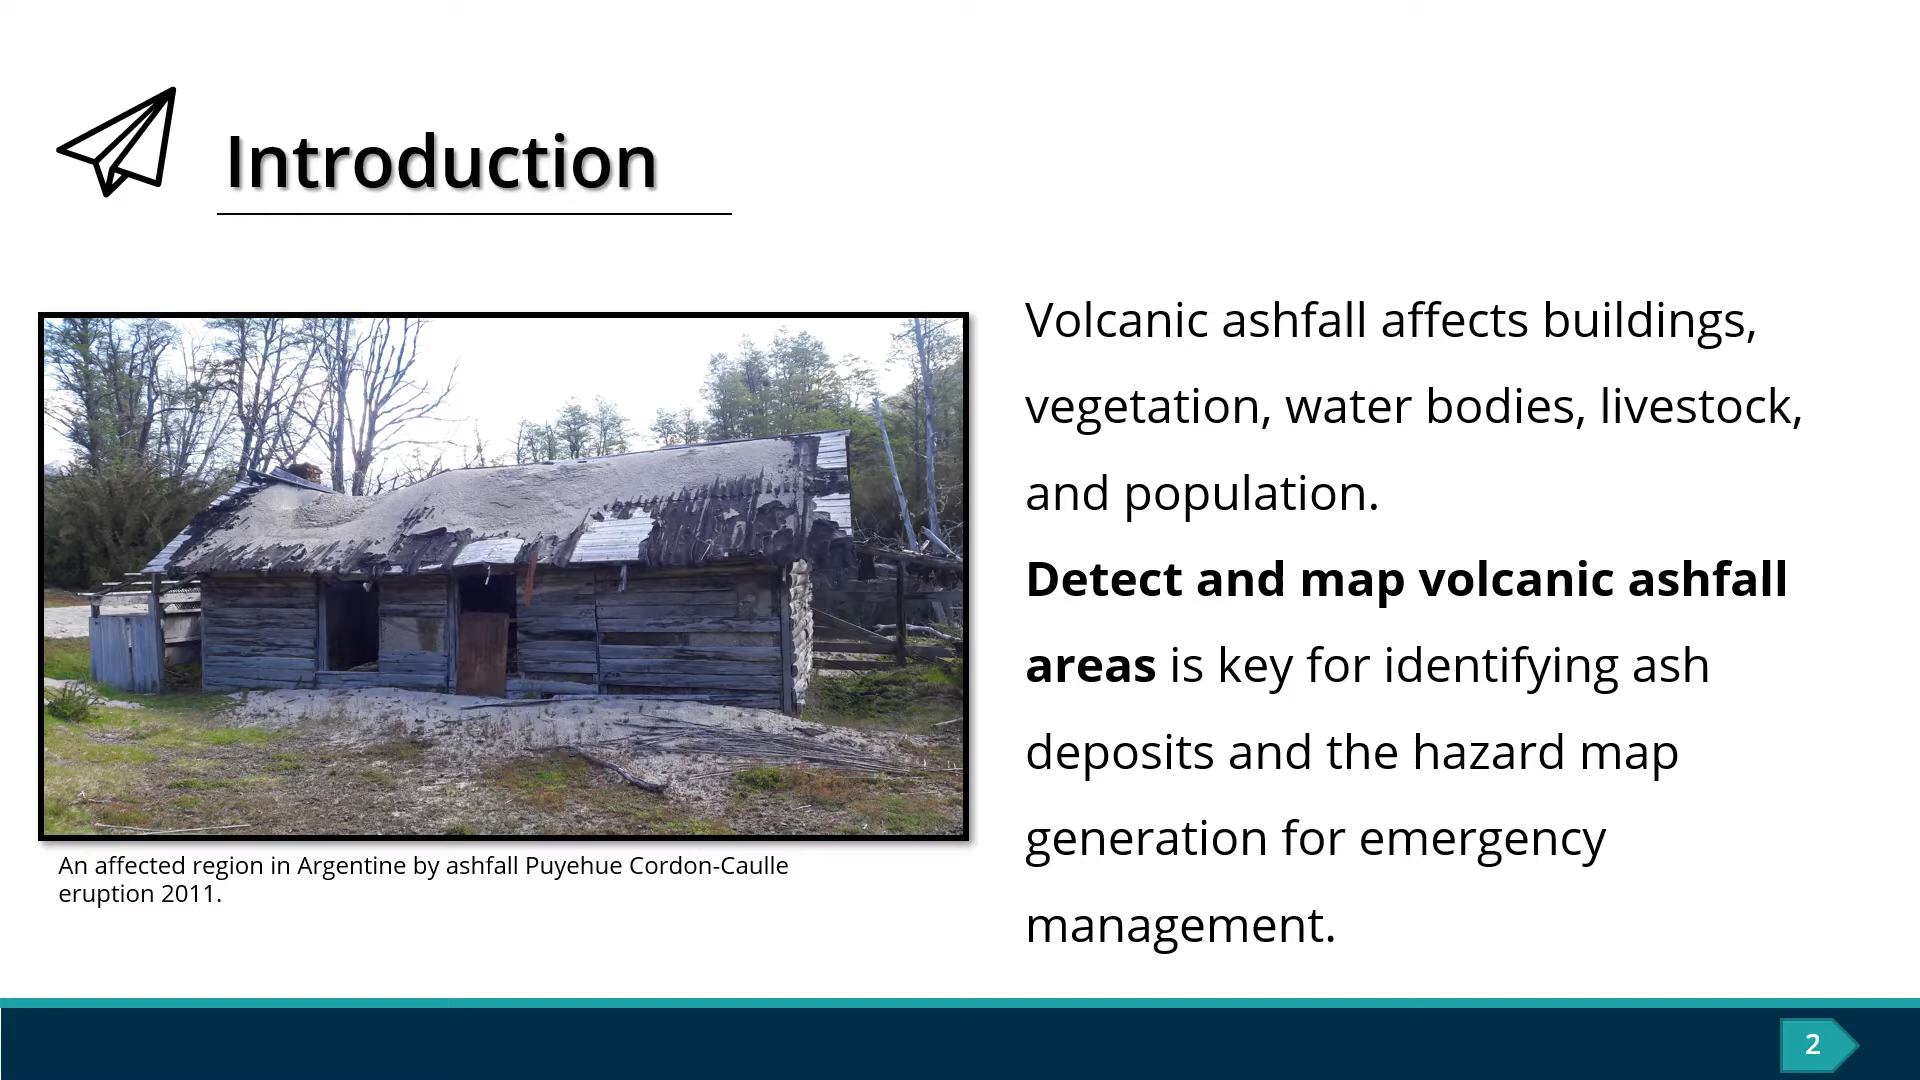 Introduction
Volcanic ashfall affects buildings,
vegetation, water bodies, livestock,
and population.
Detect and map volcanic ashfall
areas is key for identifying ash
deposits and the hazard map
generation for emergency
management.
An affected region in Argentine by ashfall Puyehue Cordon-Caulle
eruption 2011.
2